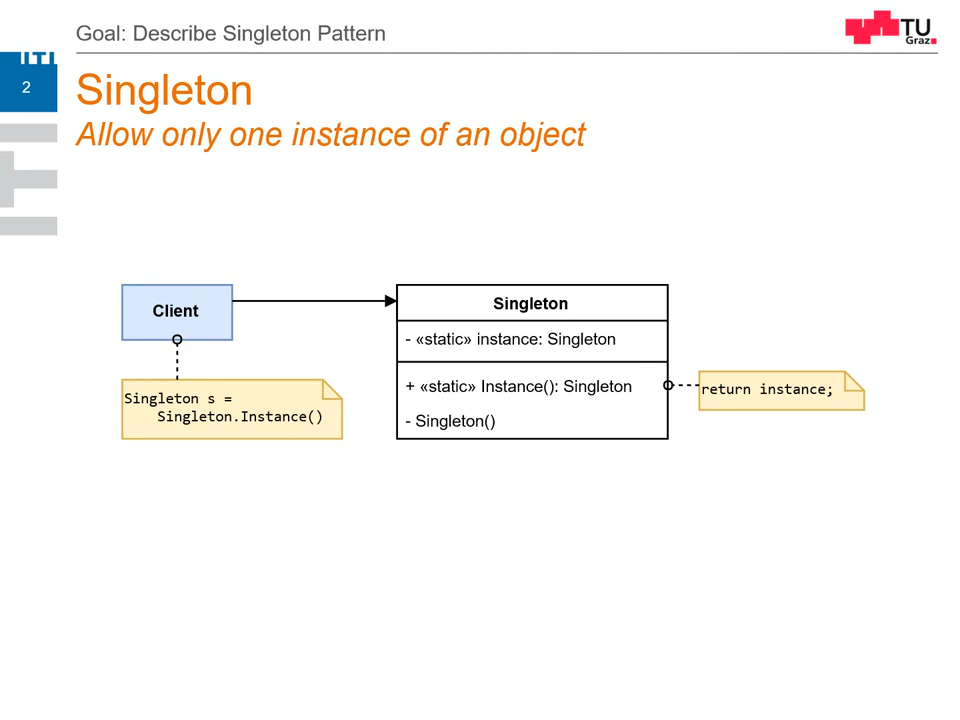 Goal: Describe Singleton Pattern
TU
Graz
2
Singleton
Allow only one instance of an object
Client
Singleton
- «static» instance: Singleton
+ «static» Instance(): Singleton
- Singleton()
return instance;
Singleton s =
Singleton.Instance()